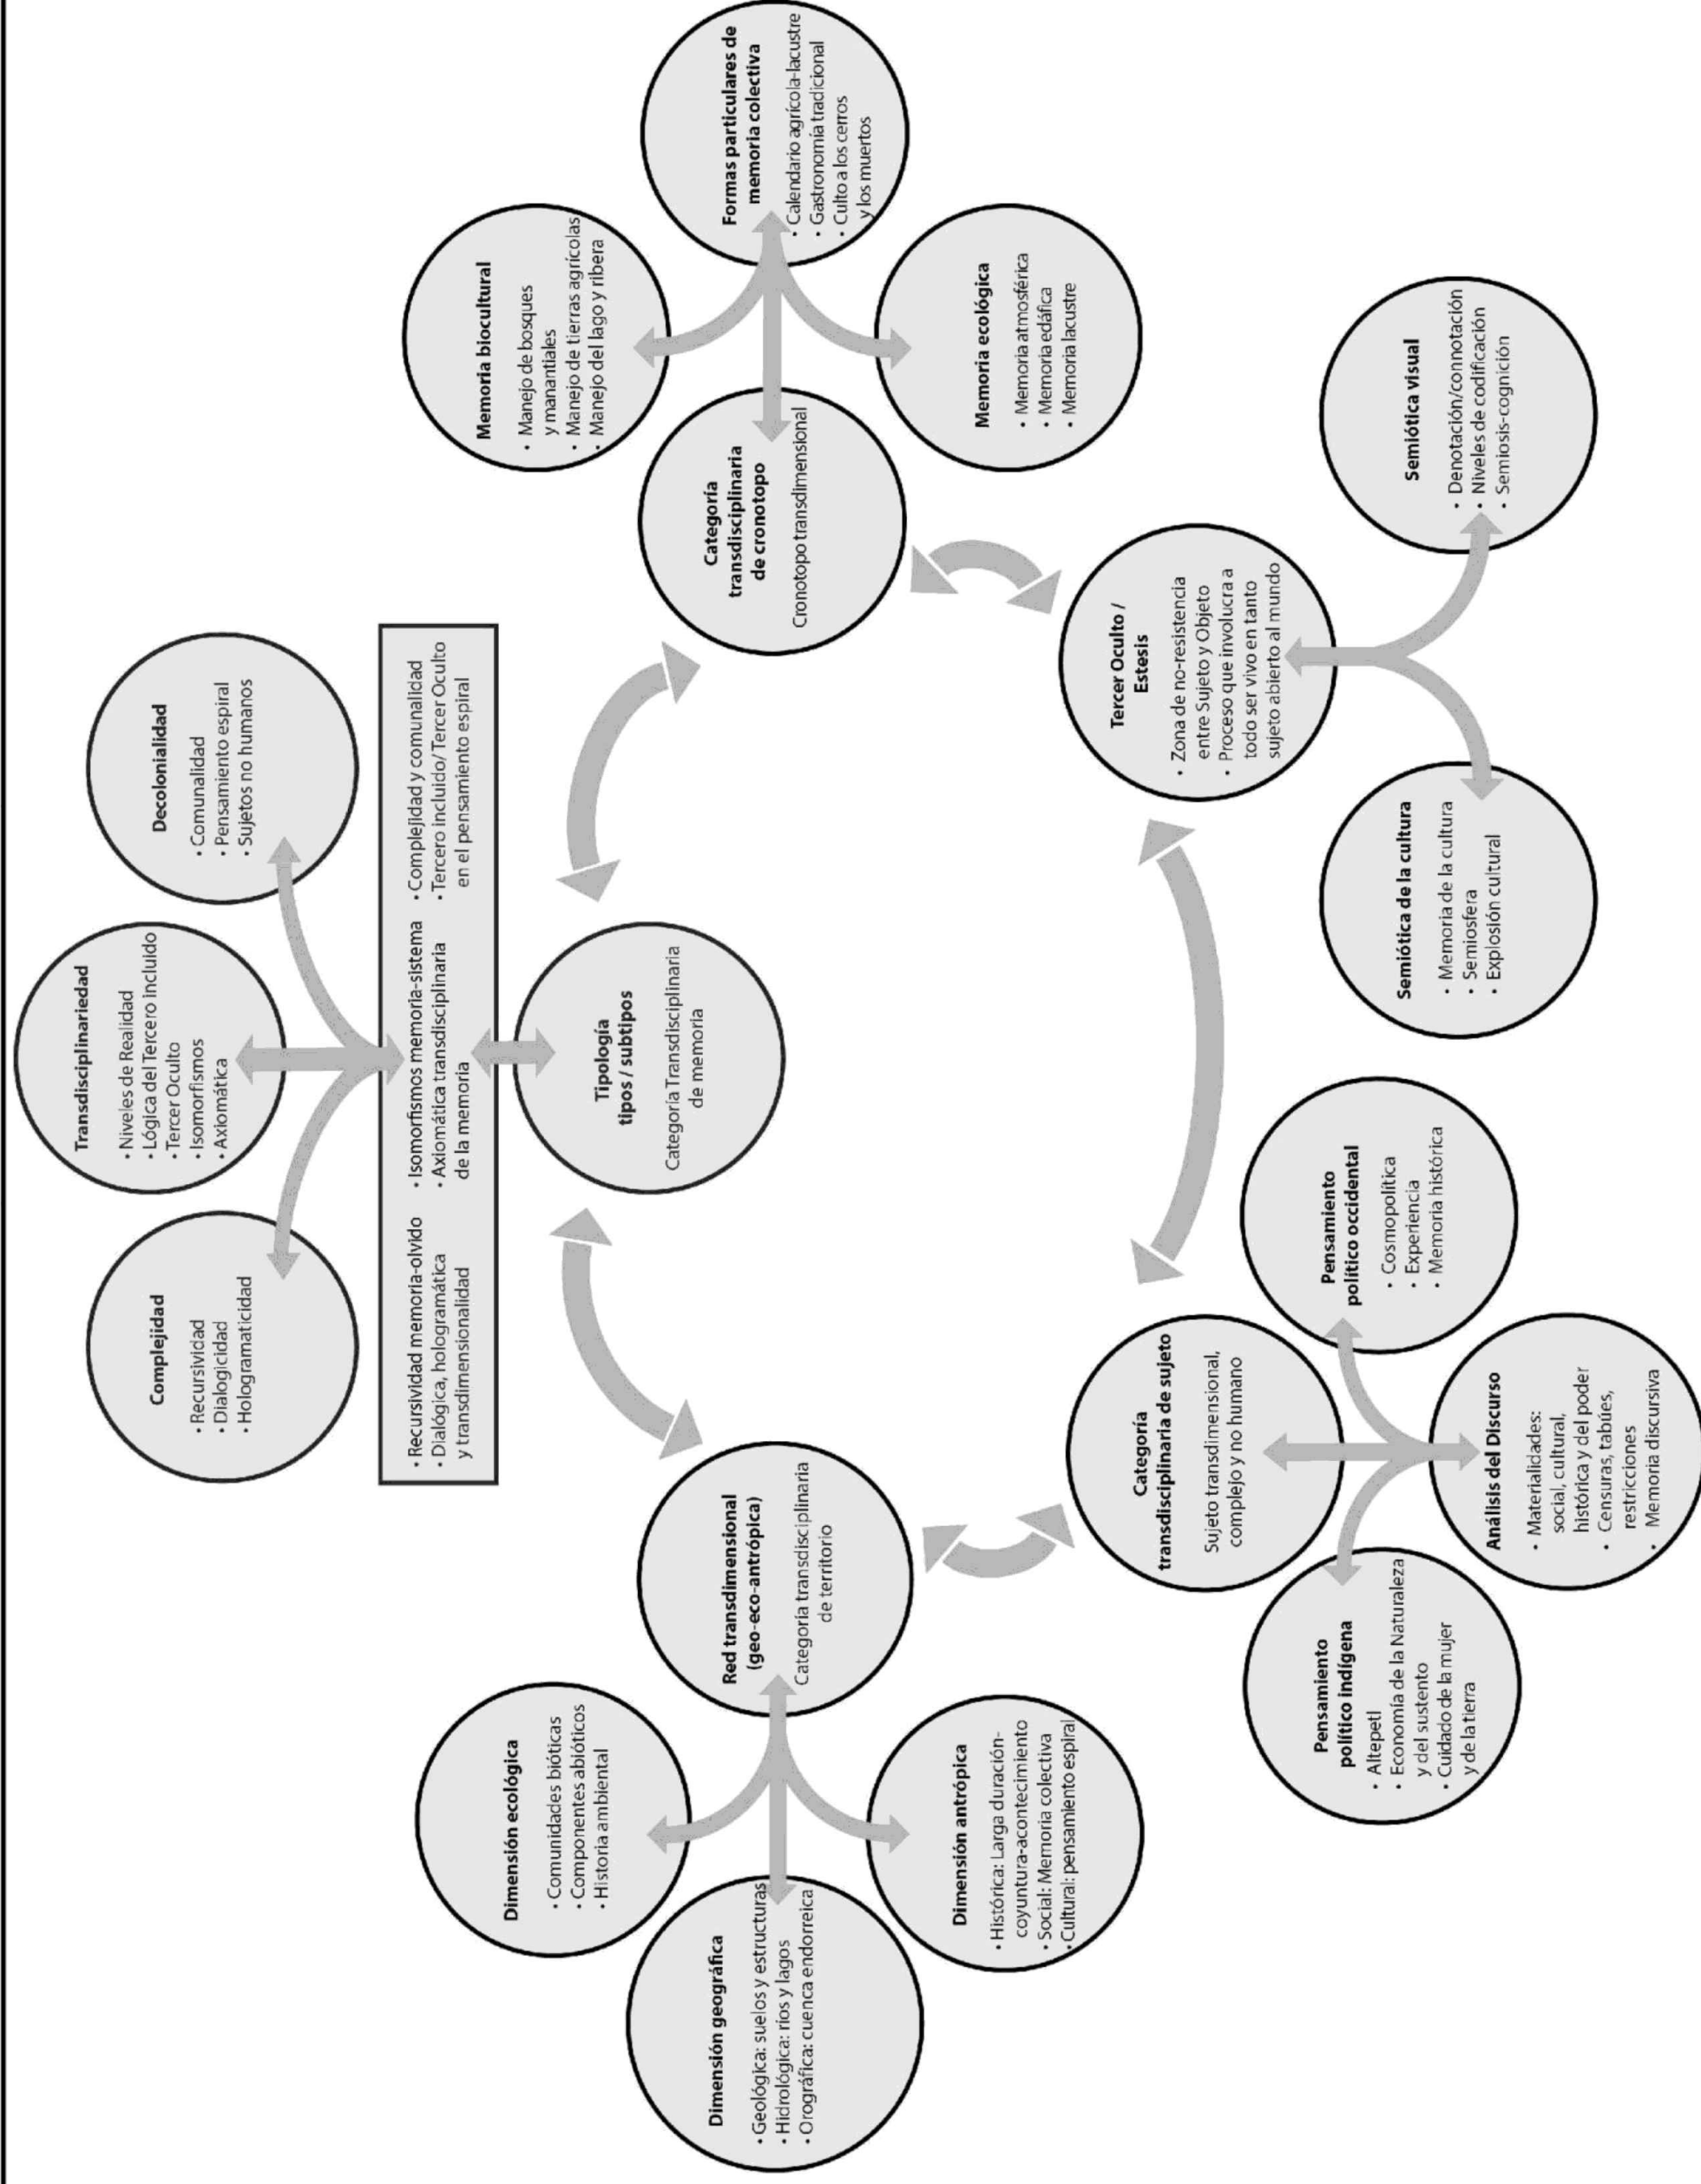 Complejidad
• Recursividad
• Dialogicidad
• Hologramaticidad
Transdisciplinariedad
• Niveles de Realidad
• Lógica del Tercero incluido
• Tercer Oculto
• Isomorfismos
• Axiomática
Decolonialidad
• Comunalidad
• Pensamiento espiral
• Sujetos no humanos
• Recursividad memoria-olvido
• Dialógica, hologramática
y transdimensionalidad
• Isomorfismos memoria-sistema
• Axiomática transdisciplinaria
de la memoria
• Complejidad y comunalidad
• Tercero incluido/Tercer Oculto
en el pensamiento espiral
Tipología
tipos / subtipos
Categoría Transdisciplinaria
de memoria
Dimensión ecológica
• Comunidades bióticas
• Componentes abióticos
• Historia ambiental
Dimensión geográfica
• Geológica: suelos y estructuras
• Hidrológica: ríos y lagos
• Orográfica: cuenca endorreica
Red transdimensional
(geo-eco-antrópica)
Categoría transdisciplinaria
de territorio
Dimensión antrópica
• Histórica: Larga duración-
coyuntura-acontecimiento
• Social: Memoria colectiva
• Cultural: pensamiento espiral
Memoria biocultural
• Manejo de bosques
y manantiales
• Manejo de tierras agrícolas
• Manejo del lago y ribera
Categoría
transdisciplinaria
de cronotopo
Cronotopo transdimensional
Formas particulares de
memoria colectiva
• Calendario agrícola-lacustre
• Gastronomía tradicional
• Culto a los cerros
y los muertos
Memoria ecológica
• Memoria atmosférica
• Memoria edáfica
• Memoria lacustre
Categoría
transdisciplinaria de sujeto
Sujeto transdimensional,
complejo y no humano
Pensamiento
político indígena
• Altepetl
• Economía de la Naturaleza
y del sustento
• Cuidado de la mujer
y de la tierra
Análisis del Discurso
• Materialidades:
social, cultural,
histórica y del poder
• Censuras, tabúes,
restricciones
• Memoria discursiva
Pensamiento
político occidental
• Cosmopolítica
• Experiencia
• Memoria histórica
Tercer Oculto /
Estesis
• Zona de no-resistencia
entre Sujeto y Objeto
• Proceso que involucra a
todo ser vivo en tanto
sujeto abierto al mundo
Semiótica de la cultura
• Memoria de la cultura
• Semiosfera
• Explosión cultural
Semiótica visual
• Denotación/connotación
• Niveles de codificación
• Semiosis-cognición